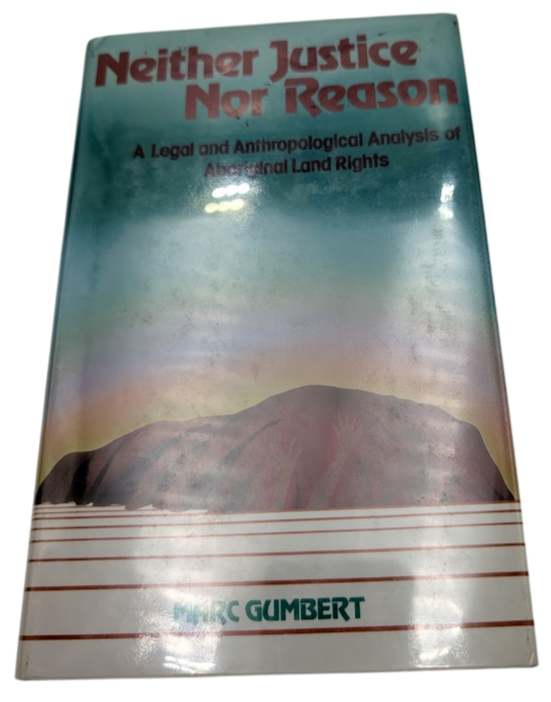 Neither Justice
Nor Reason
A Legal and Anthropological Analysis of
Aboriginal Land Rights
MARC GUMBERT